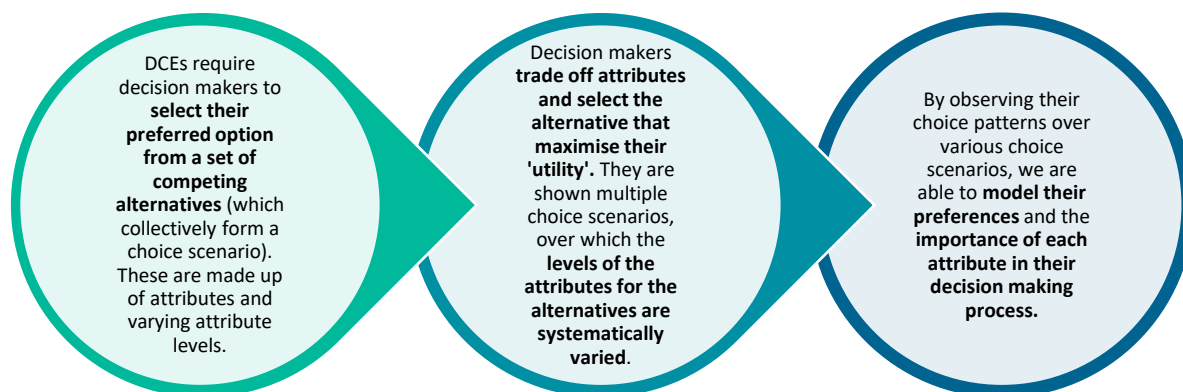 DCEs require
decision makers to
select their
preferred option
from a set of
competing
alternatives (which
collectively form a
choice scenario).
These are made up
of attributes and
varying attribute
levels.
Decision makers
trade off attributes
and select the
alternative that
maximise their
'utility'. They are
shown multiple
choice scenarios,
over which the
levels of the
attributes for the
alternatives are
systematically
varied.
By observing their
choice patterns over
various choice
scenarios, we are
able to model their
preferences and the
importance of each
attribute in their
decision making
process.